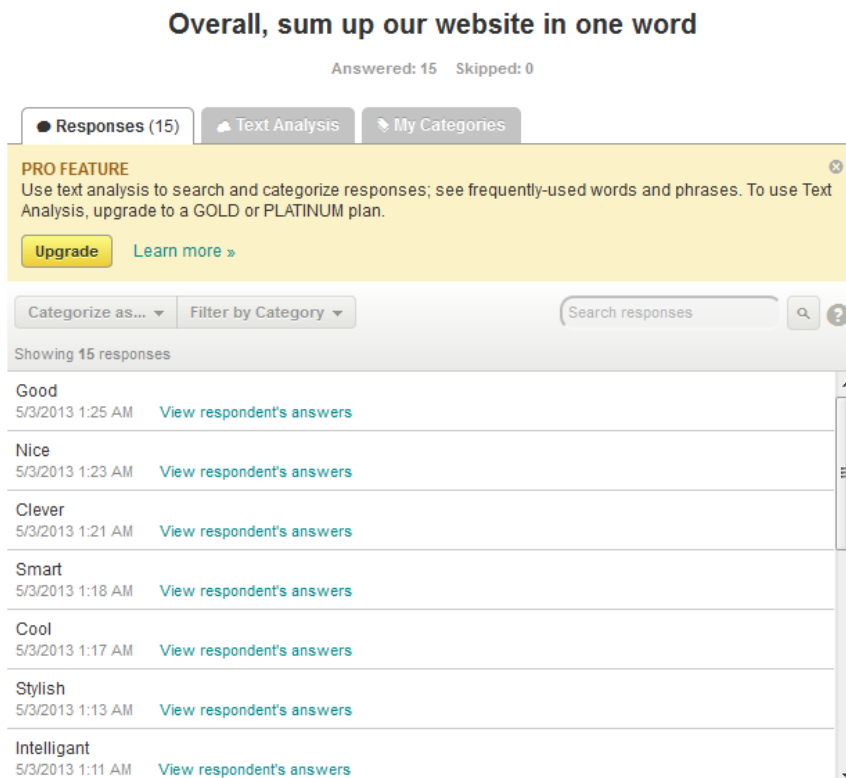 Overall, sum up our website in one word
Answered: 15 Skipped: 0
Responses (15) Text Analysis My Categories
PRO FEATURE
Use text analysis to search and categorize responses; see frequently-used words and phrases. To use Text
Analysis, upgrade to a GOLD or PLATINUM plan.
Upgrade Learn more »
Categorize as... Filter by Category Search responses ?
Showing 15 responses
Good
5/3/2013 1:25 AM View respondent's answers
Nice
5/3/2013 1:23 AM View respondent's answers
Clever
5/3/2013 1:21 AM View respondent's answers
Smart
5/3/2013 1:18 AM View respondent's answers
Cool
5/3/2013 1:17 AM View respondent's answers
Stylish
5/3/2013 1:13 AM View respondent's answers
Intelligant
5/3/2013 1:11 AM View respondent's answers